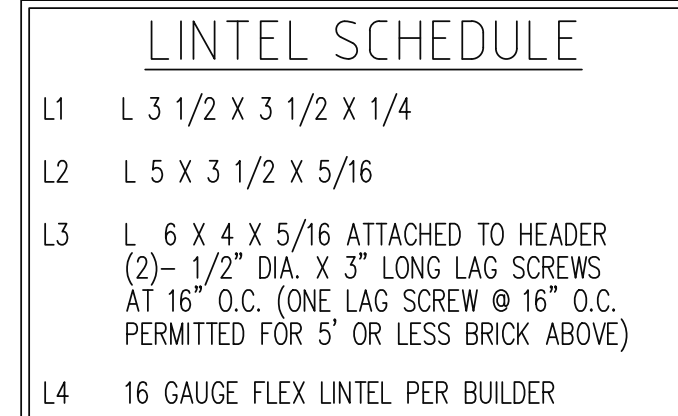 LINTEL SCHEDULE
L1 L 3 1/2 X 3 1/2 X 1/4
L2 L 5 X 3 1/2 X 5/16
L3 L 6 X 4 X 5/16 ATTACHED TO HEADER
(2)– 1/2" DIA. X 3" LONG LAG SCREWS
AT 16" O.C. (ONE LAG SCREW @ 16" O.C.
PERMITTED FOR 5' OR LESS BRICK ABOVE)
L4 16 GAUGE FLEX LINTEL PER BUILDER